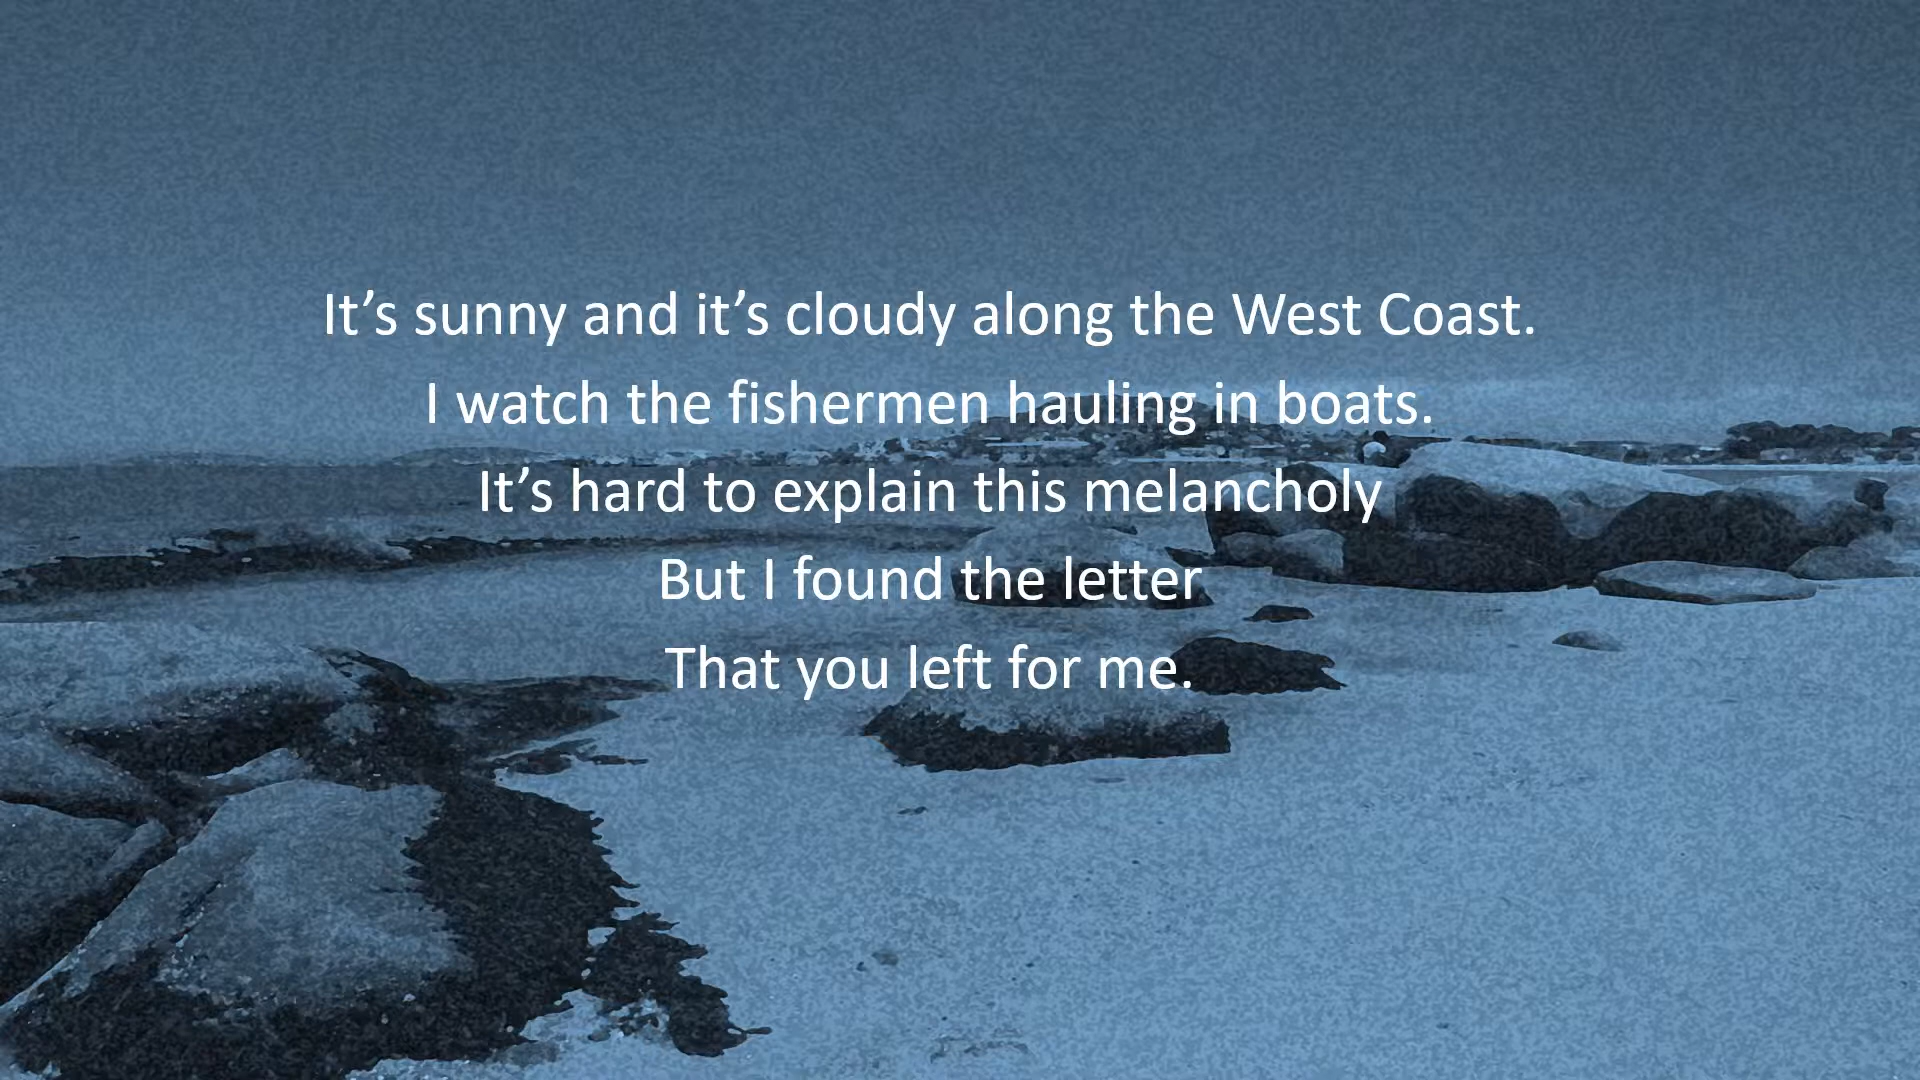 It’s sunny and it’s cloudy along the West Coast.
I watch the fishermen hauling in boats.
It’s hard to explain this melancholy
But I found the letter
That you left for me.